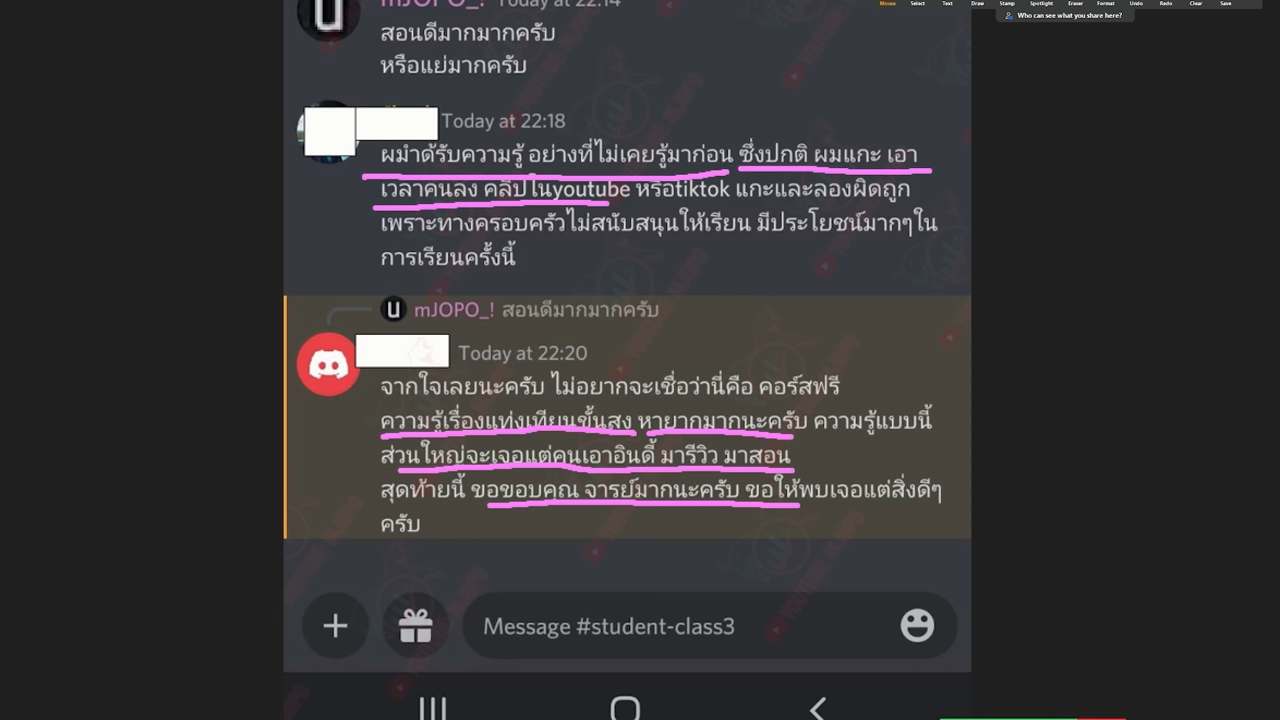 Mouse Select Text Draw Stamp Spotlight Eraser Format Undo Redo Clear Save
Who can see what you share here?
mJOPO_! Today at 22:14
สอนดีมากมากครับ
หรือแย่มากครับ
Today at 22:18
ผมำด้รับความรู้ อย่างที่ไม่เคยรู้มาก่อน ซึ่งปกติ ผมแกะ เอา
เวลาคนลง คลิปในyoutube หรือtiktok แกะและลองผิดถูก
เพราะทางครอบครัวไม่สนับสนุนให้เรียน มีประโยชน์มากๆใน
การเรียนครั้งนี้
mJOPO_! สอนดีมากมากครับ
Today at 22:20
จากใจเลยนะครับ ไม่อยากจะเชื่อว่านี่คือ คอร์สฟรี
ความรู้เรื่องแท่งเทียนขั้นสูง หายากมากนะครับ ความรู้แบบนี้
ส่วนใหญ่จะเจอแต่คนเอาอินดี้ มารีวิว มาสอน
สุดท้ายนี้ ขอขอบคุณ จารย์มากนะครับ ขอให้พบเจอแต่สิ่งดีๆ
ครับ
Message #student-class3